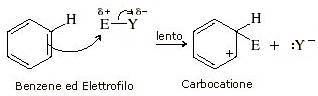 H
δ+ δ−
E—Y
lento
H
E + :Y−
+
Benzene ed Elettrofilo
Carbocatione